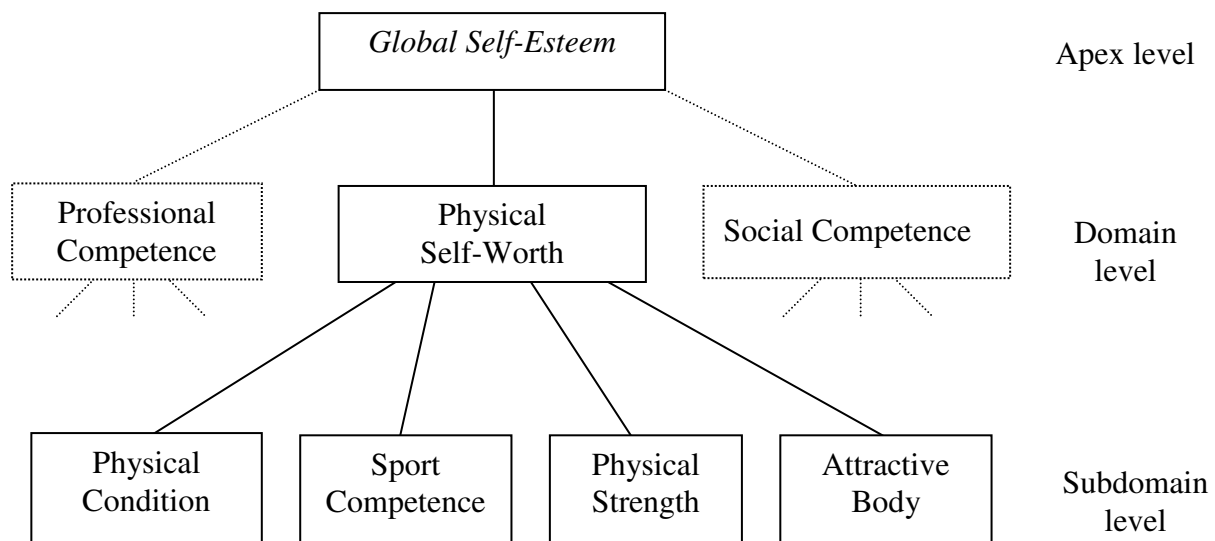 Global Self-Esteem
Apex level
Professional
Competence
Physical
Self-Worth
Social Competence
Domain
level
Physical
Condition
Sport
Competence
Physical
Strength
Attractive
Body
Subdomain
level